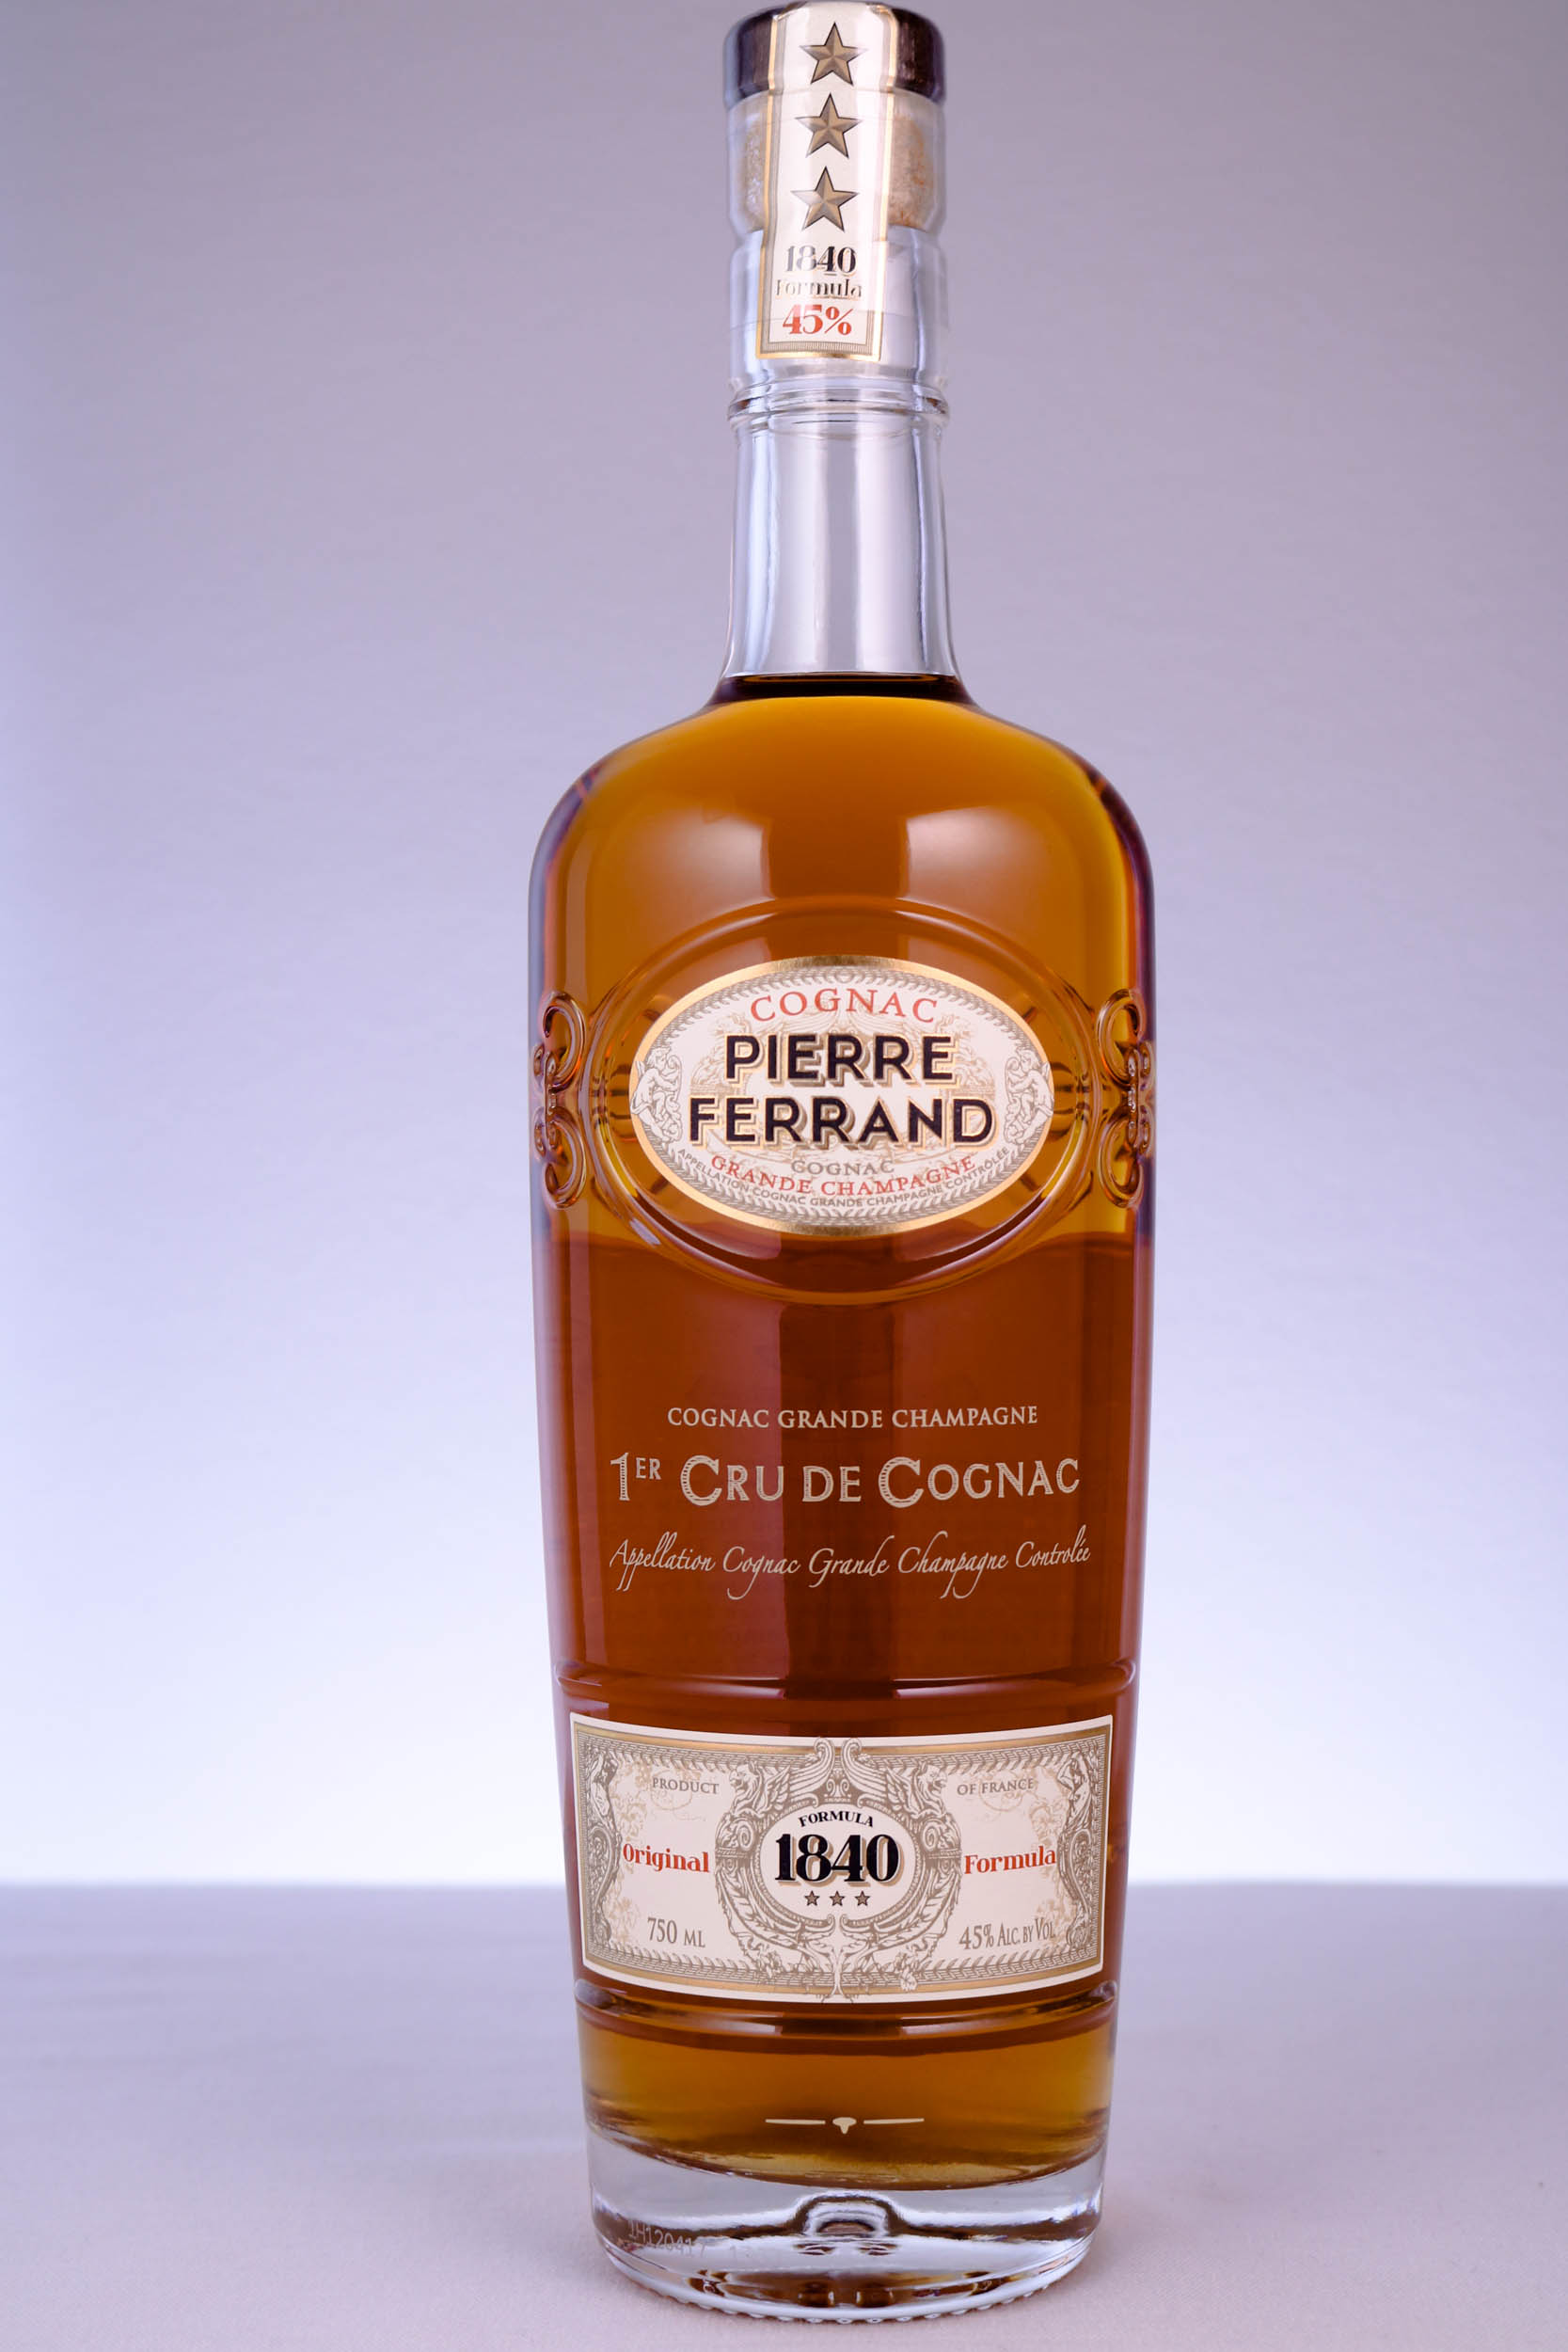 1840
Formula
45%
COGNAC
PIERRE
FERRAND
COGNAC
GRANDE CHAMPAGNE
APPELLATION COGNAC GRANDE CHAMPAGNE CONTRÔLÉE
COGNAC GRANDE CHAMPAGNE
1ER CRU DE COGNAC
Appellation Cognac Grande Champagne Controlée
PRODUCT OF FRANCE
FORMULA
Original 1840 Formula
750 ML 45% ALC. BY VOL